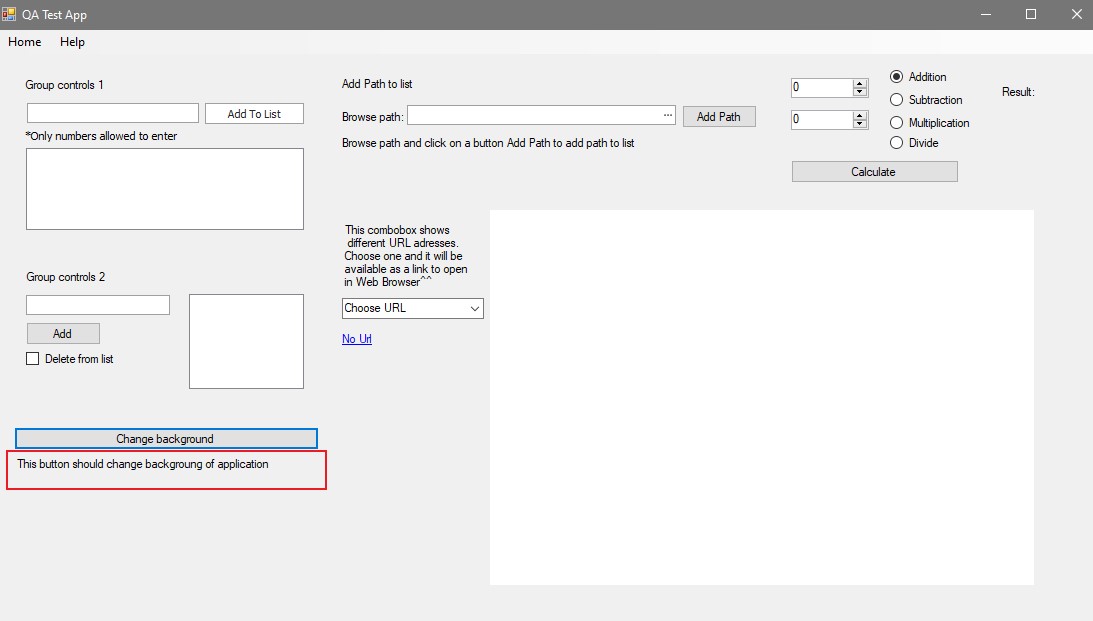 QA Test App
Home Help
Group controls 1
Add To List
*Only numbers allowed to enter
Group controls 2
Add
Delete from list
Change background
This button should change backgroung of application
Add Path to list
Browse path: ... Add Path
Browse path and click on a button Add Path to add path to list
This combobox shows
different URL adresses.
Choose one and it will be
available as a link to open
in Web Browser^^
Choose URL
No Url
0
0
Addition
Subtraction
Multiplication
Divide
Result:
Calculate